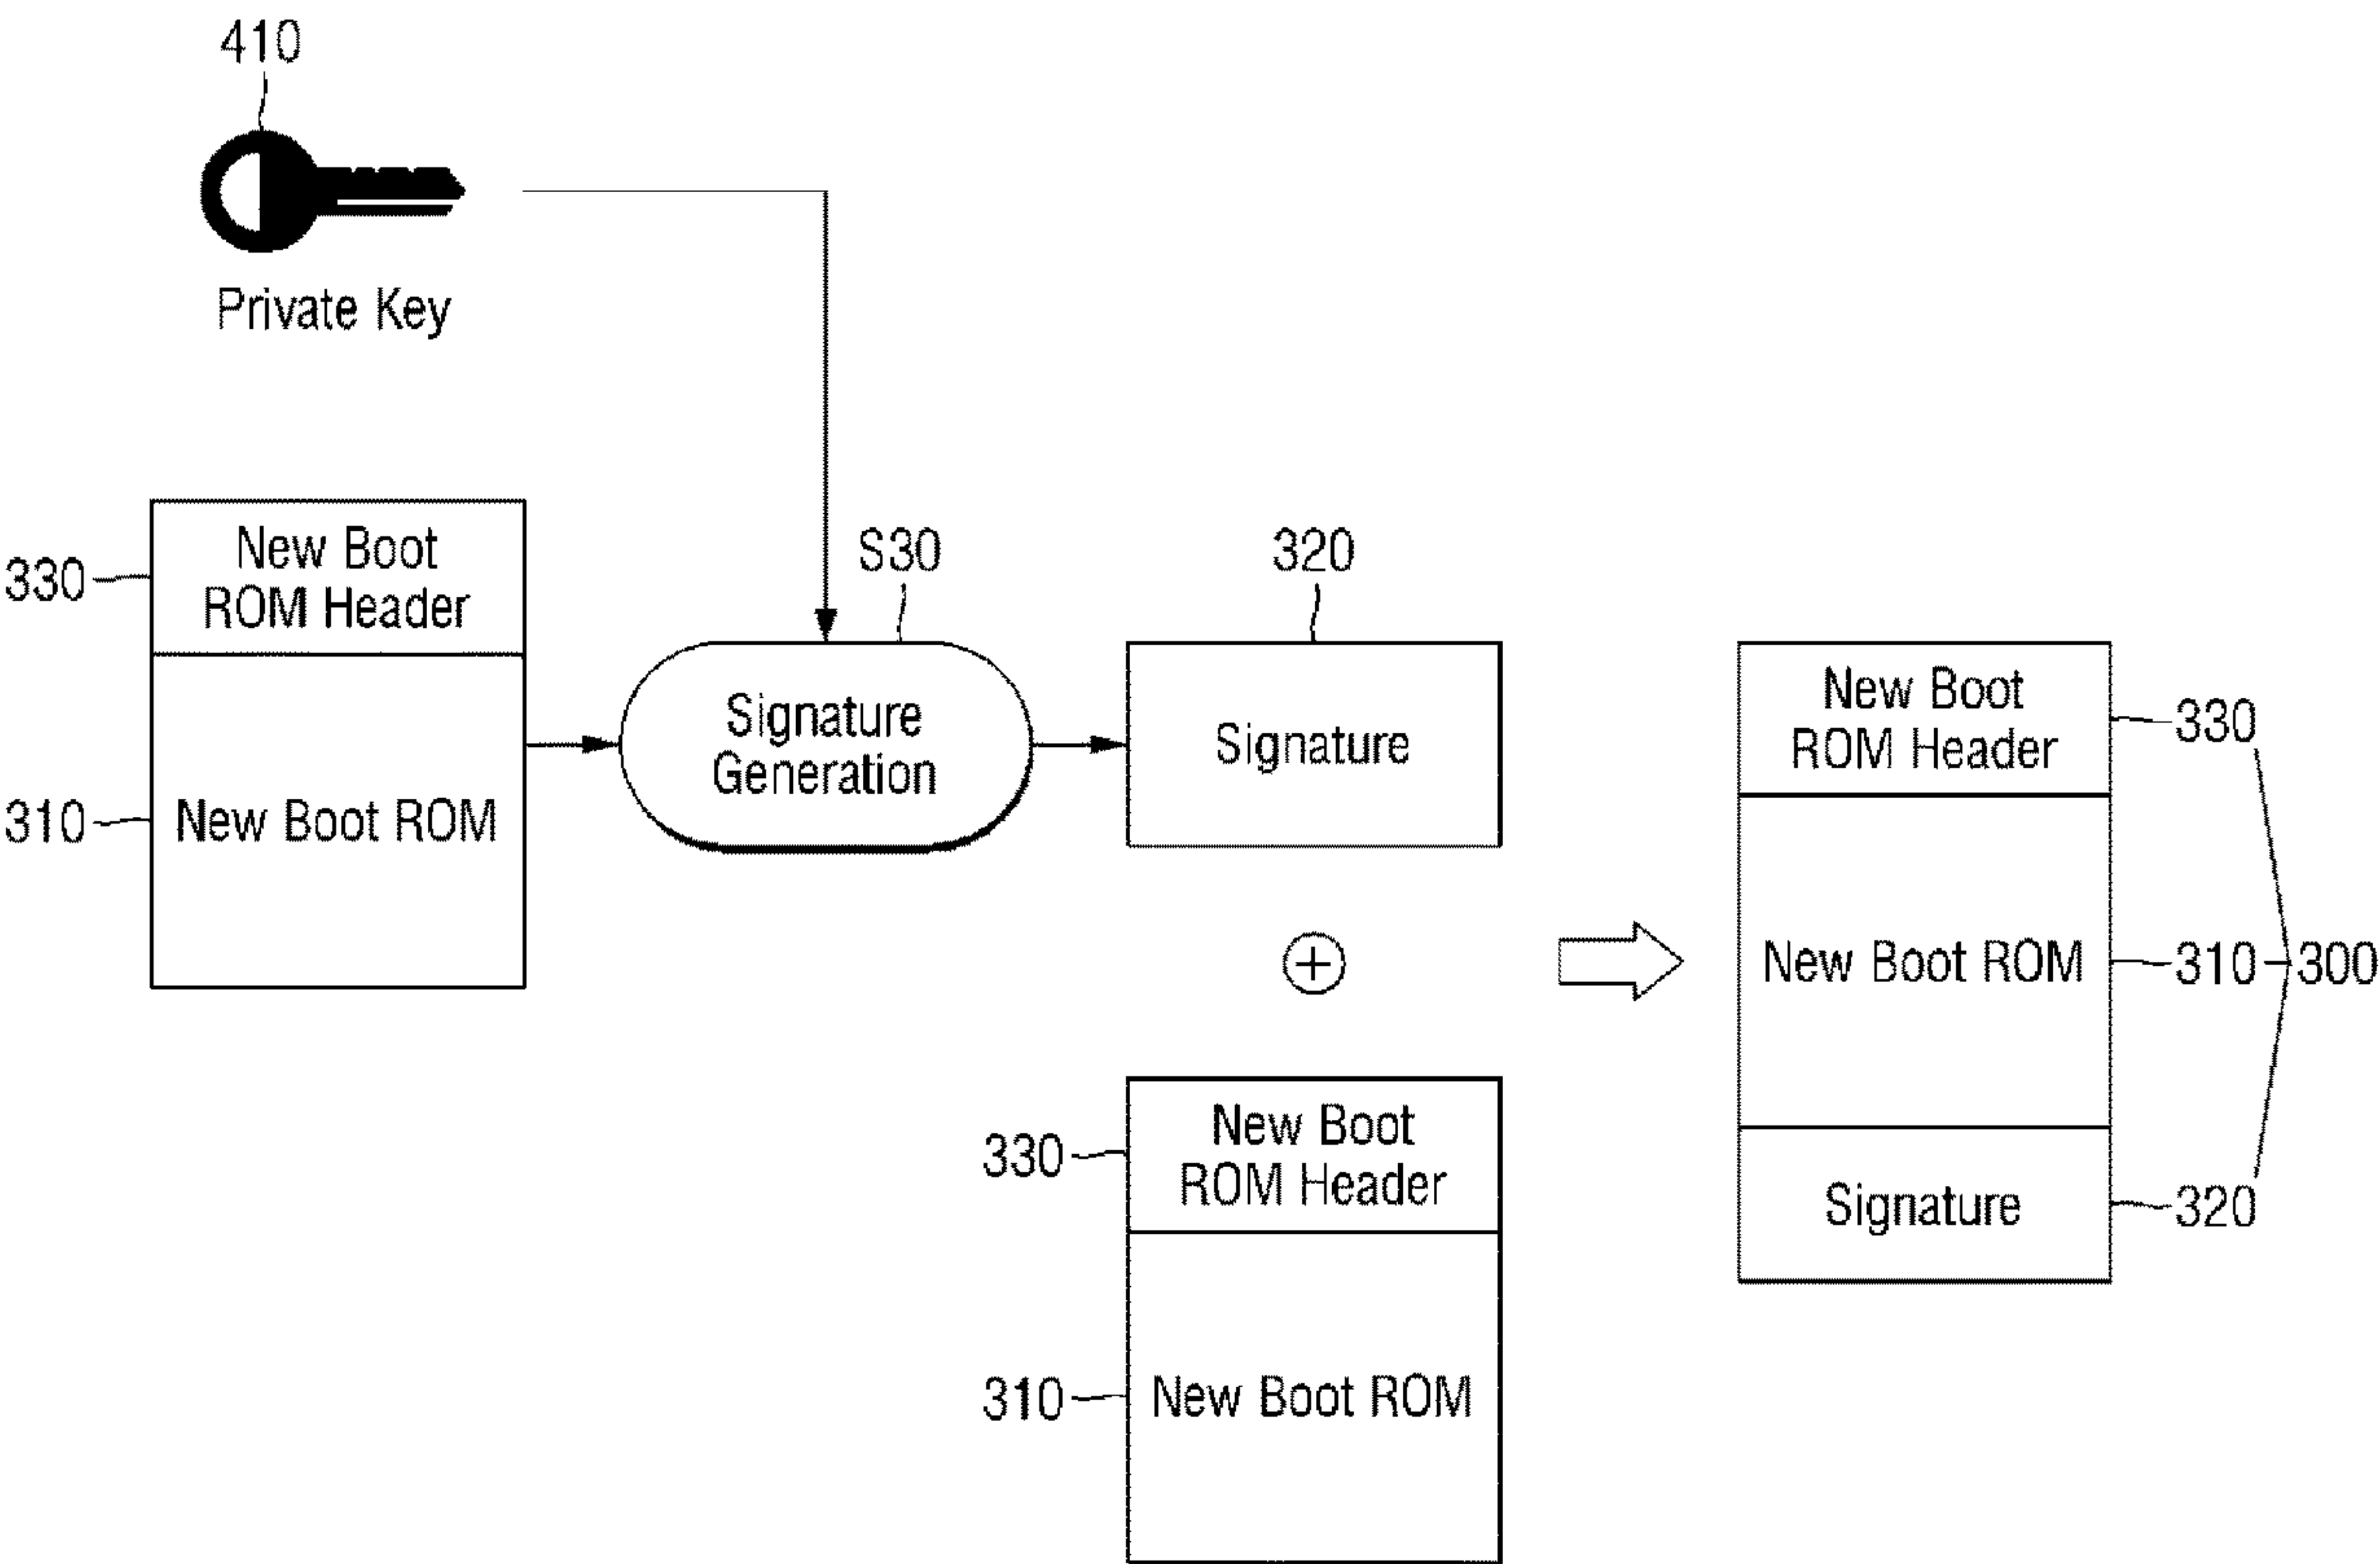 410
Private Key
New Boot
ROM Header
330
New Boot ROM
310
S30
Signature
Generation
320
Signature
New Boot
ROM Header
330
New Boot ROM
310
New Boot
ROM Header
330
New Boot ROM
310
300
Signature
320